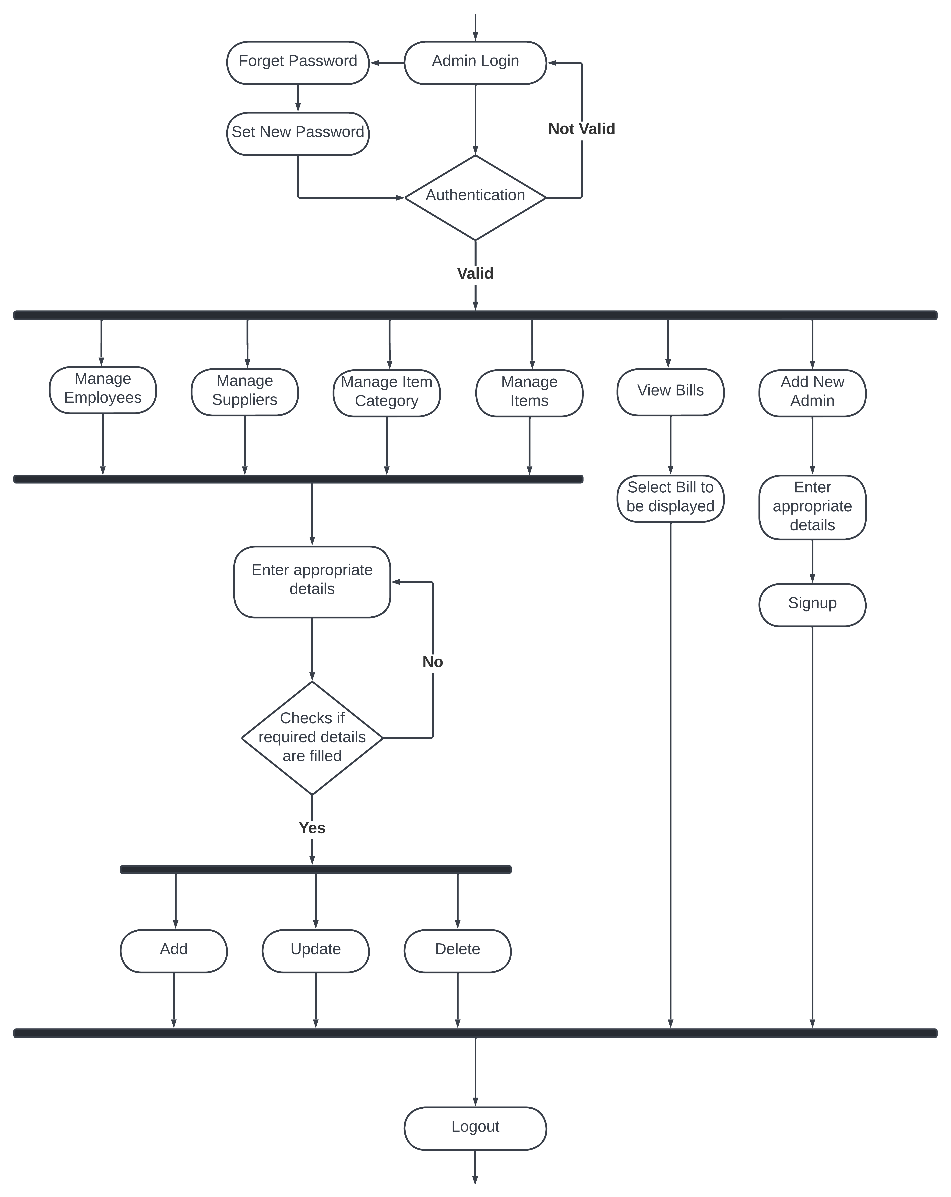 Forget Password
Admin Login
Not Valid
Set New Password
Authentication
Valid
Manage
Employees
Manage
Suppliers
Manage Item
Category
Manage
Items
View Bills
Add New
Admin
Select Bill to
be displayed
Enter
appropriate
details
Enter appropriate
details
Signup
No
Checks if
required details
are filled
Yes
Add
Update
Delete
Logout